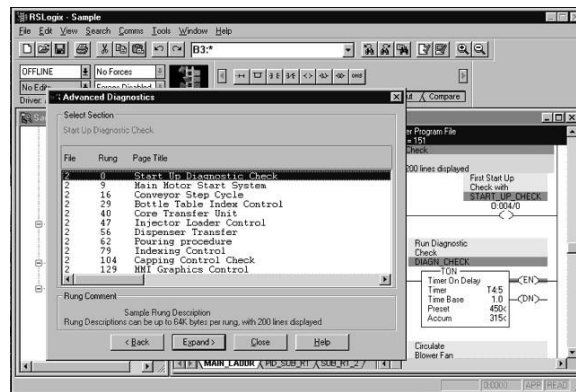 RSLogix - Sample
File Edit View Search Comms Tools Window Help
B3:*
OFFLINE No Forces
No Edits Forces Disabled
Driver:
Compare
Advanced Diagnostics
Select Section
Start Up Diagnostic Check
File Rung Page Title
2 0 Start Up Diagnostic Check
2 9 Main Motor Start System
2 16 Conveyor Step Cycle
2 29 Bottle Table Index Control
2 40 Core Transfer Unit
2 47 Injector Loader Control
2 56 Dispenser Transfer
2 62 Pouring procedure
2 79 Indexing Control
2 104 Capping Control Check
2 129 MMI Graphics Control
Rung Comment
Sample Rung Description
Rung Descriptions can be up to 64K bytes per rung, with 200 lines displayed
< Back Expand > Close Help
er Program File
= 151
Check
200 lines displayed
First Start Up
Check with
START_UP_CHECK
O:004/0
Run Diagnostic
Check
DIAGN_CHECK
TON
Timer On Delay
Timer T4:5
Time Base 1.0
Preset 450<
Accum 315<
EN
DN
Circulate
Blower Fan
MAIN_LADDR PID_SUB_RT SUB_RT_2
0:0000 APP READ